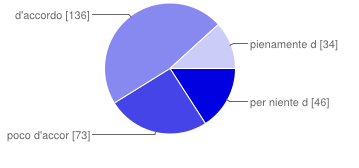 d'accordo [136]
pienamente d [34]
per niente d [46]
poco d'accor [73]